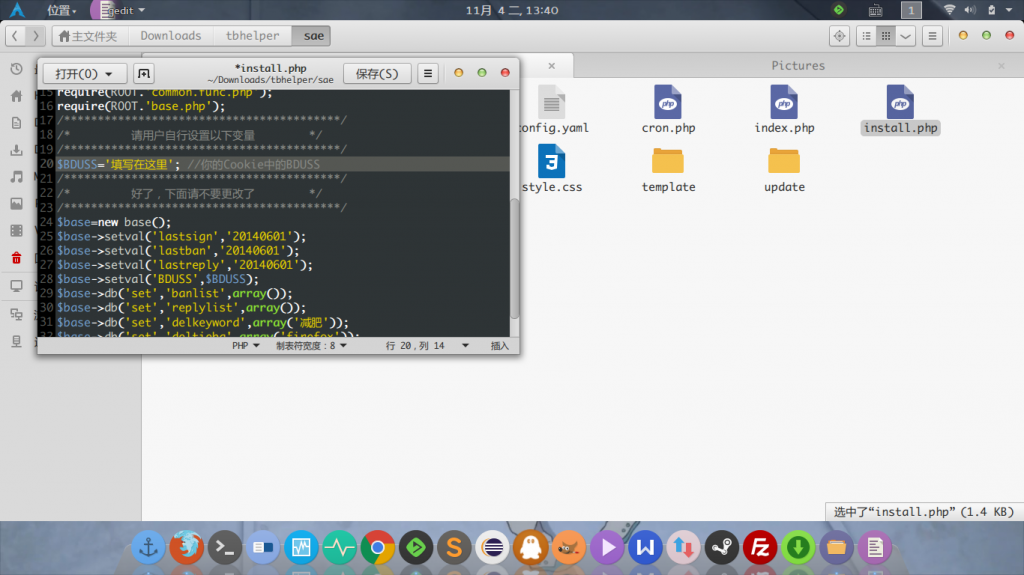 位置
gedit
11月 4 二, 13:40
1
主文件夹
Downloads
tbhelper
sae
Pictures
打开(O)
*install.php
~/Downloads/tbhelper/sae
保存(S)
15 require(ROOT.'common.func.php');
16 require(ROOT.'base.php');
17 /*****************************************/
18 /* 请用户自行设置以下变量 */
19 /*****************************************/
20 $BDUSS='填写在这里'; //你的Cookie中的BDUSS
21 /*****************************************/
22 /* 好了，下面请不要更改了 */
23 /*****************************************/
24 $base=new base();
25 $base->setval('lastsign','20140601');
26 $base->setval('lastban','20140601');
27 $base->setval('lastreply','20140601');
28 $base->setval('BDUSS',$BDUSS);
29 $base->db('set','banlist',array());
30 $base->db('set','replylist',array());
31 $base->db('set','delkeyword',array('减肥'));
32 $base->db('set','deltieba',array('firefox'));
PHP
制表符宽度：8
行 20，列 14
插入
config.yaml
cron.php
index.php
install.php
style.css
template
update
选中了“install.php” (1.4 KB)